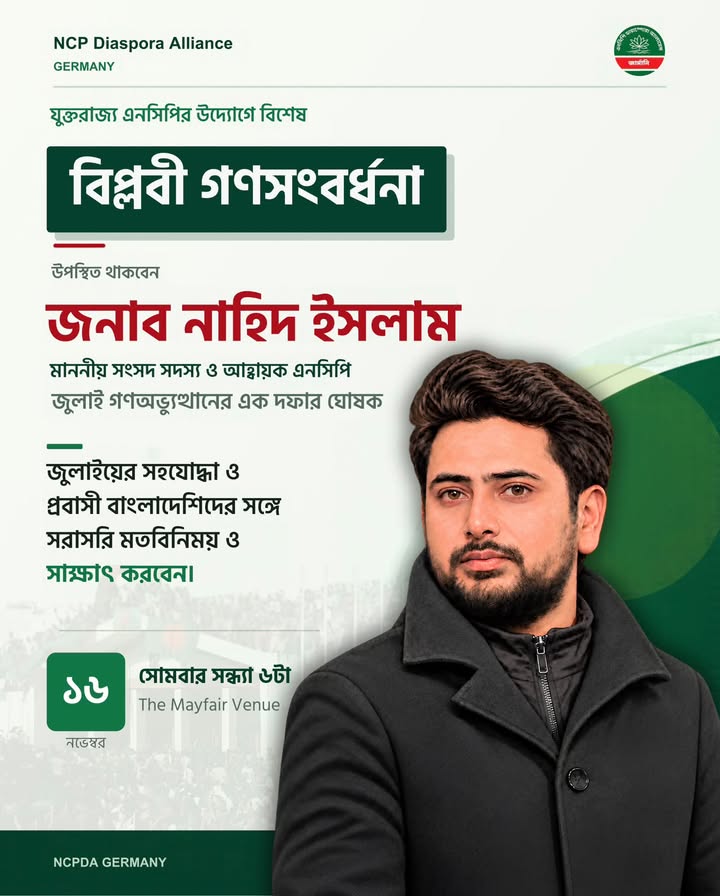 NCP Diaspora Alliance
GERMANY
জার্মানি
যুক্তরাজ্য এনসিপির উদ্যোগে বিশেষ
বিপ্লবী গণসংবর্ধনা
উপস্থিত থাকবেন
জনাব নাহিদ ইসলাম
মাননীয় সংসদ সদস্য ও আহ্বায়ক এনসিপি
জুলাই গণঅভ্যুত্থানের এক দফার ঘোষক
জুলাইয়ের সহযোদ্ধা ও
প্রবাসী বাংলাদেশিদের সঙ্গে
সরাসরি মতবিনিময় ও
সাক্ষাৎ করবেন।
১৬
নভেম্বর
সোমবার সন্ধ্যা ৬টা
The Mayfair Venue
NCPDA GERMANY